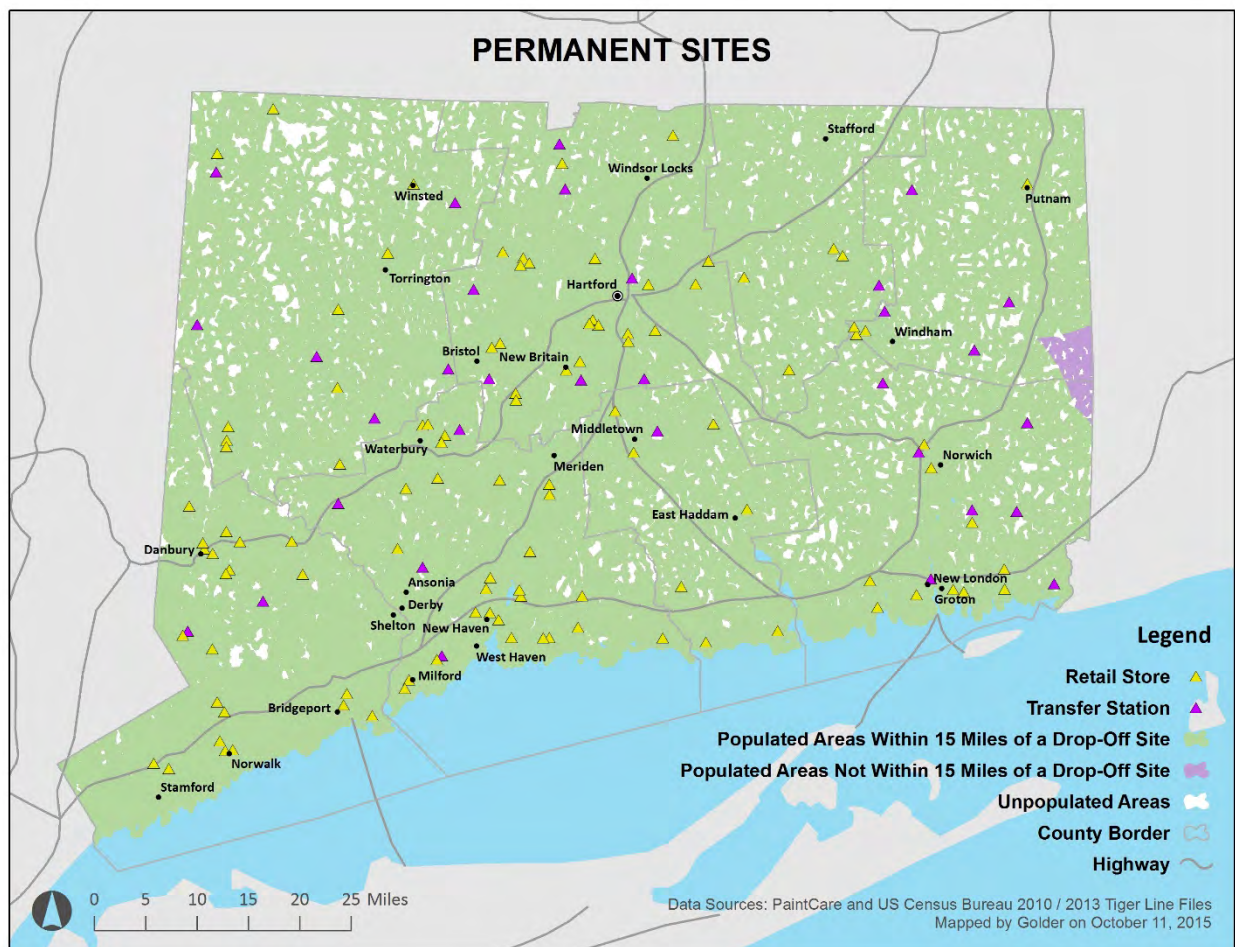 PERMANENT SITES
Stafford
Windsor Locks
Winsted
Putnam
Torrington
Hartford
Windham
Bristol
New Britain
Middletown
Waterbury
Meriden
Norwich
East Haddam
Danbury
Ansonia
New London
Groton
Derby
Shelton
New Haven
West Haven
Milford
Bridgeport
Norwalk
Stamford
Legend
Retail Store
Transfer Station
Populated Areas Within 15 Miles of a Drop-Off Site
Populated Areas Not Within 15 Miles of a Drop-Off Site
Unpopulated Areas
County Border
Highway
0 5 10 15 20 25 Miles
Data Sources: PaintCare and US Census Bureau 2010 / 2013 Tiger Line Files
Mapped by Golder on October 11, 2015